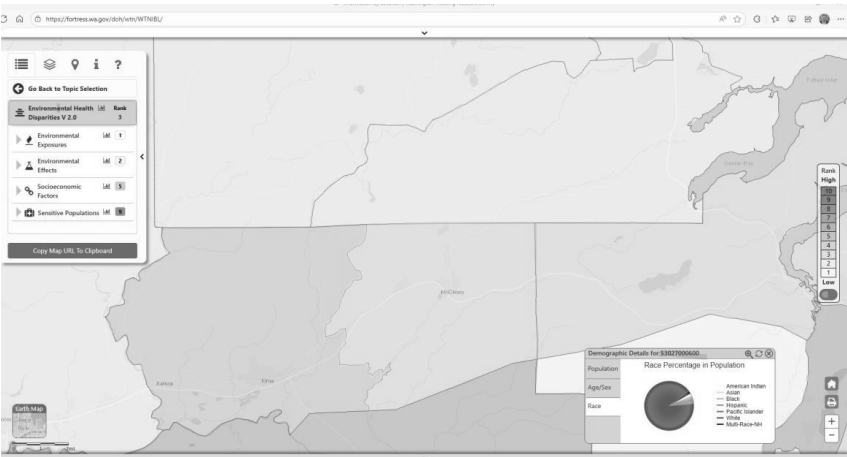 https://fortress.wa.gov/doh/wtn/WTNIBL/
Go Back to Topic Selection
Environmental Health Disparities V 2.0
Rank
3
Environmental Exposures
1
Environmental Effects
2
Socioeconomic Factors
5
Sensitive Populations
9
Copy Map URL To Clipboard
McCleary
Satsop
Elma
Earth Map
Rank
High
10
9
8
7
6
5
4
3
2
1
Low
Demographic Details for:53027000600
Population
Age/Sex
Race
Race Percentage in Population
American Indian
Asian
Black
Hispanic
Pacific Islander
White
Multi-Race-NH